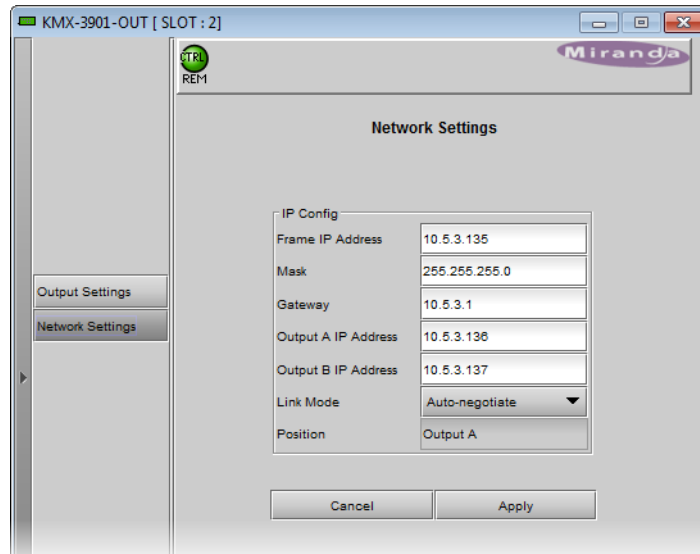 KMX-3901-OUT [ SLOT : 2]
CTRL
REM
Miranda
Network Settings
IP Config
Frame IP Address 10.5.3.135
Mask 255.255.255.0
Gateway 10.5.3.1
Output A IP Address 10.5.3.136
Output B IP Address 10.5.3.137
Link Mode Auto-negotiate
Position Output A
Output Settings
Network Settings
Cancel Apply